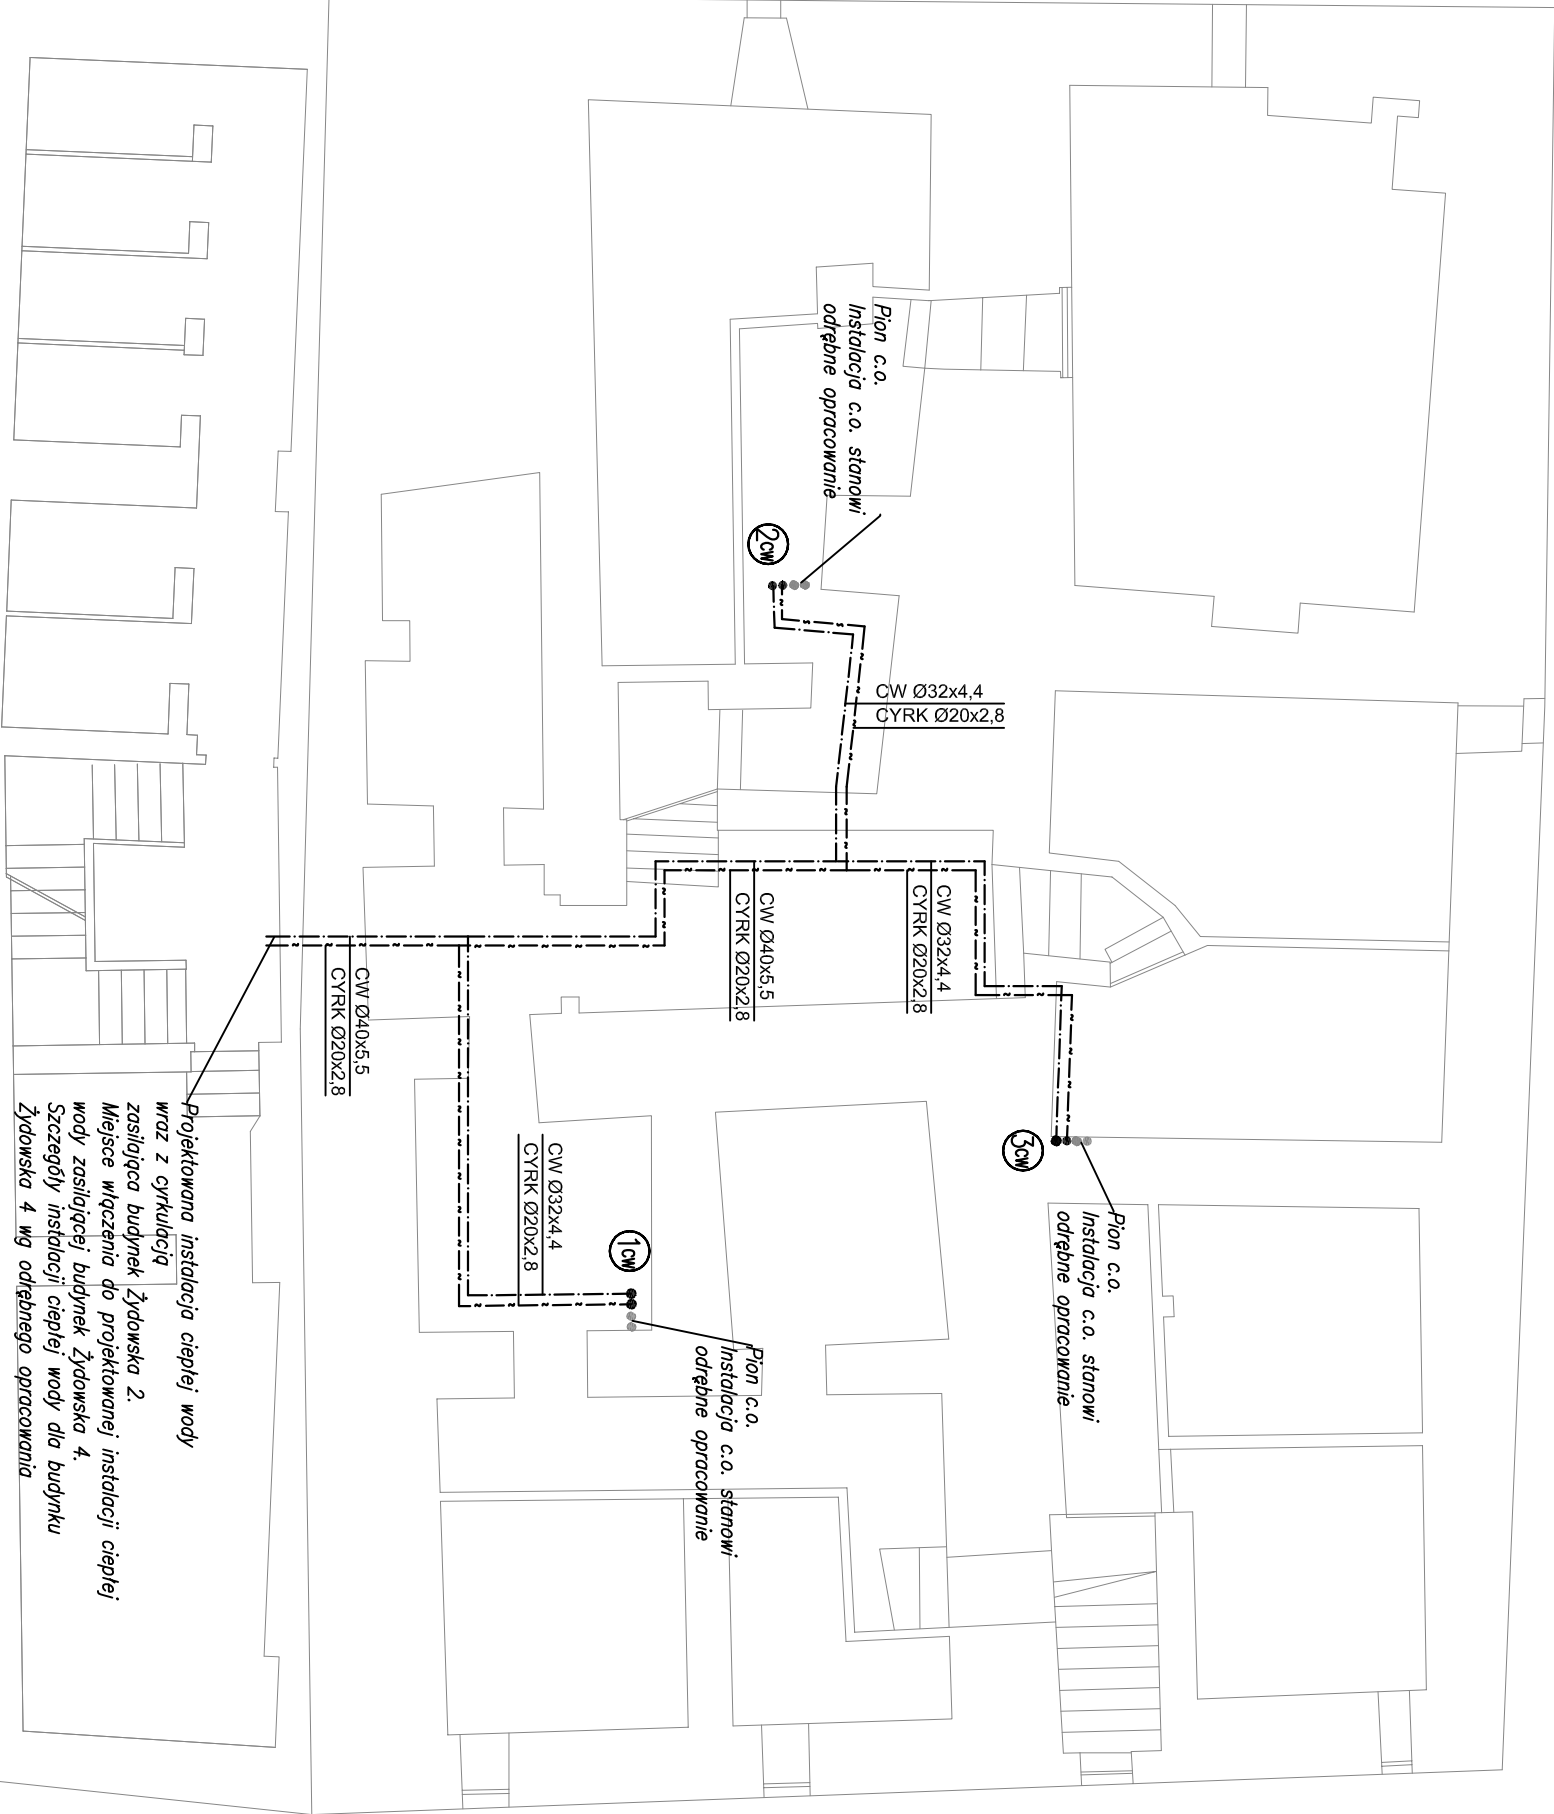 Pion c.o.
Instalacja c.o. stanowi
odrębne opracowanie
2cw
CW Ø32x4,4
CYRK Ø20x2,8
CW Ø40x5,5
CYRK Ø20x2,8
CW Ø32x4,4
CYRK Ø20x2,8
CW Ø40x5,5
CYRK Ø20x2,8
3cw
Pion c.o.
Instalacja c.o. stanowi
odrębne opracowanie
CW Ø32x4,4
CYRK Ø20x2,8
1cw
Pion c.o.
Instalacja c.o. stanowi
odrębne opracowanie
Projektowana instalacja ciepłej wody
wraz z cyrkulacją
zasilająca budynek Żydowska 2.
Miejsce włączenia do projektowanej instalacji ciepłej
wody zasilającej budynek Żydowska 4.
Szczegóły instalacji ciepłej wody dla budynku
Żydowska 4 wg odrębnego opracowania